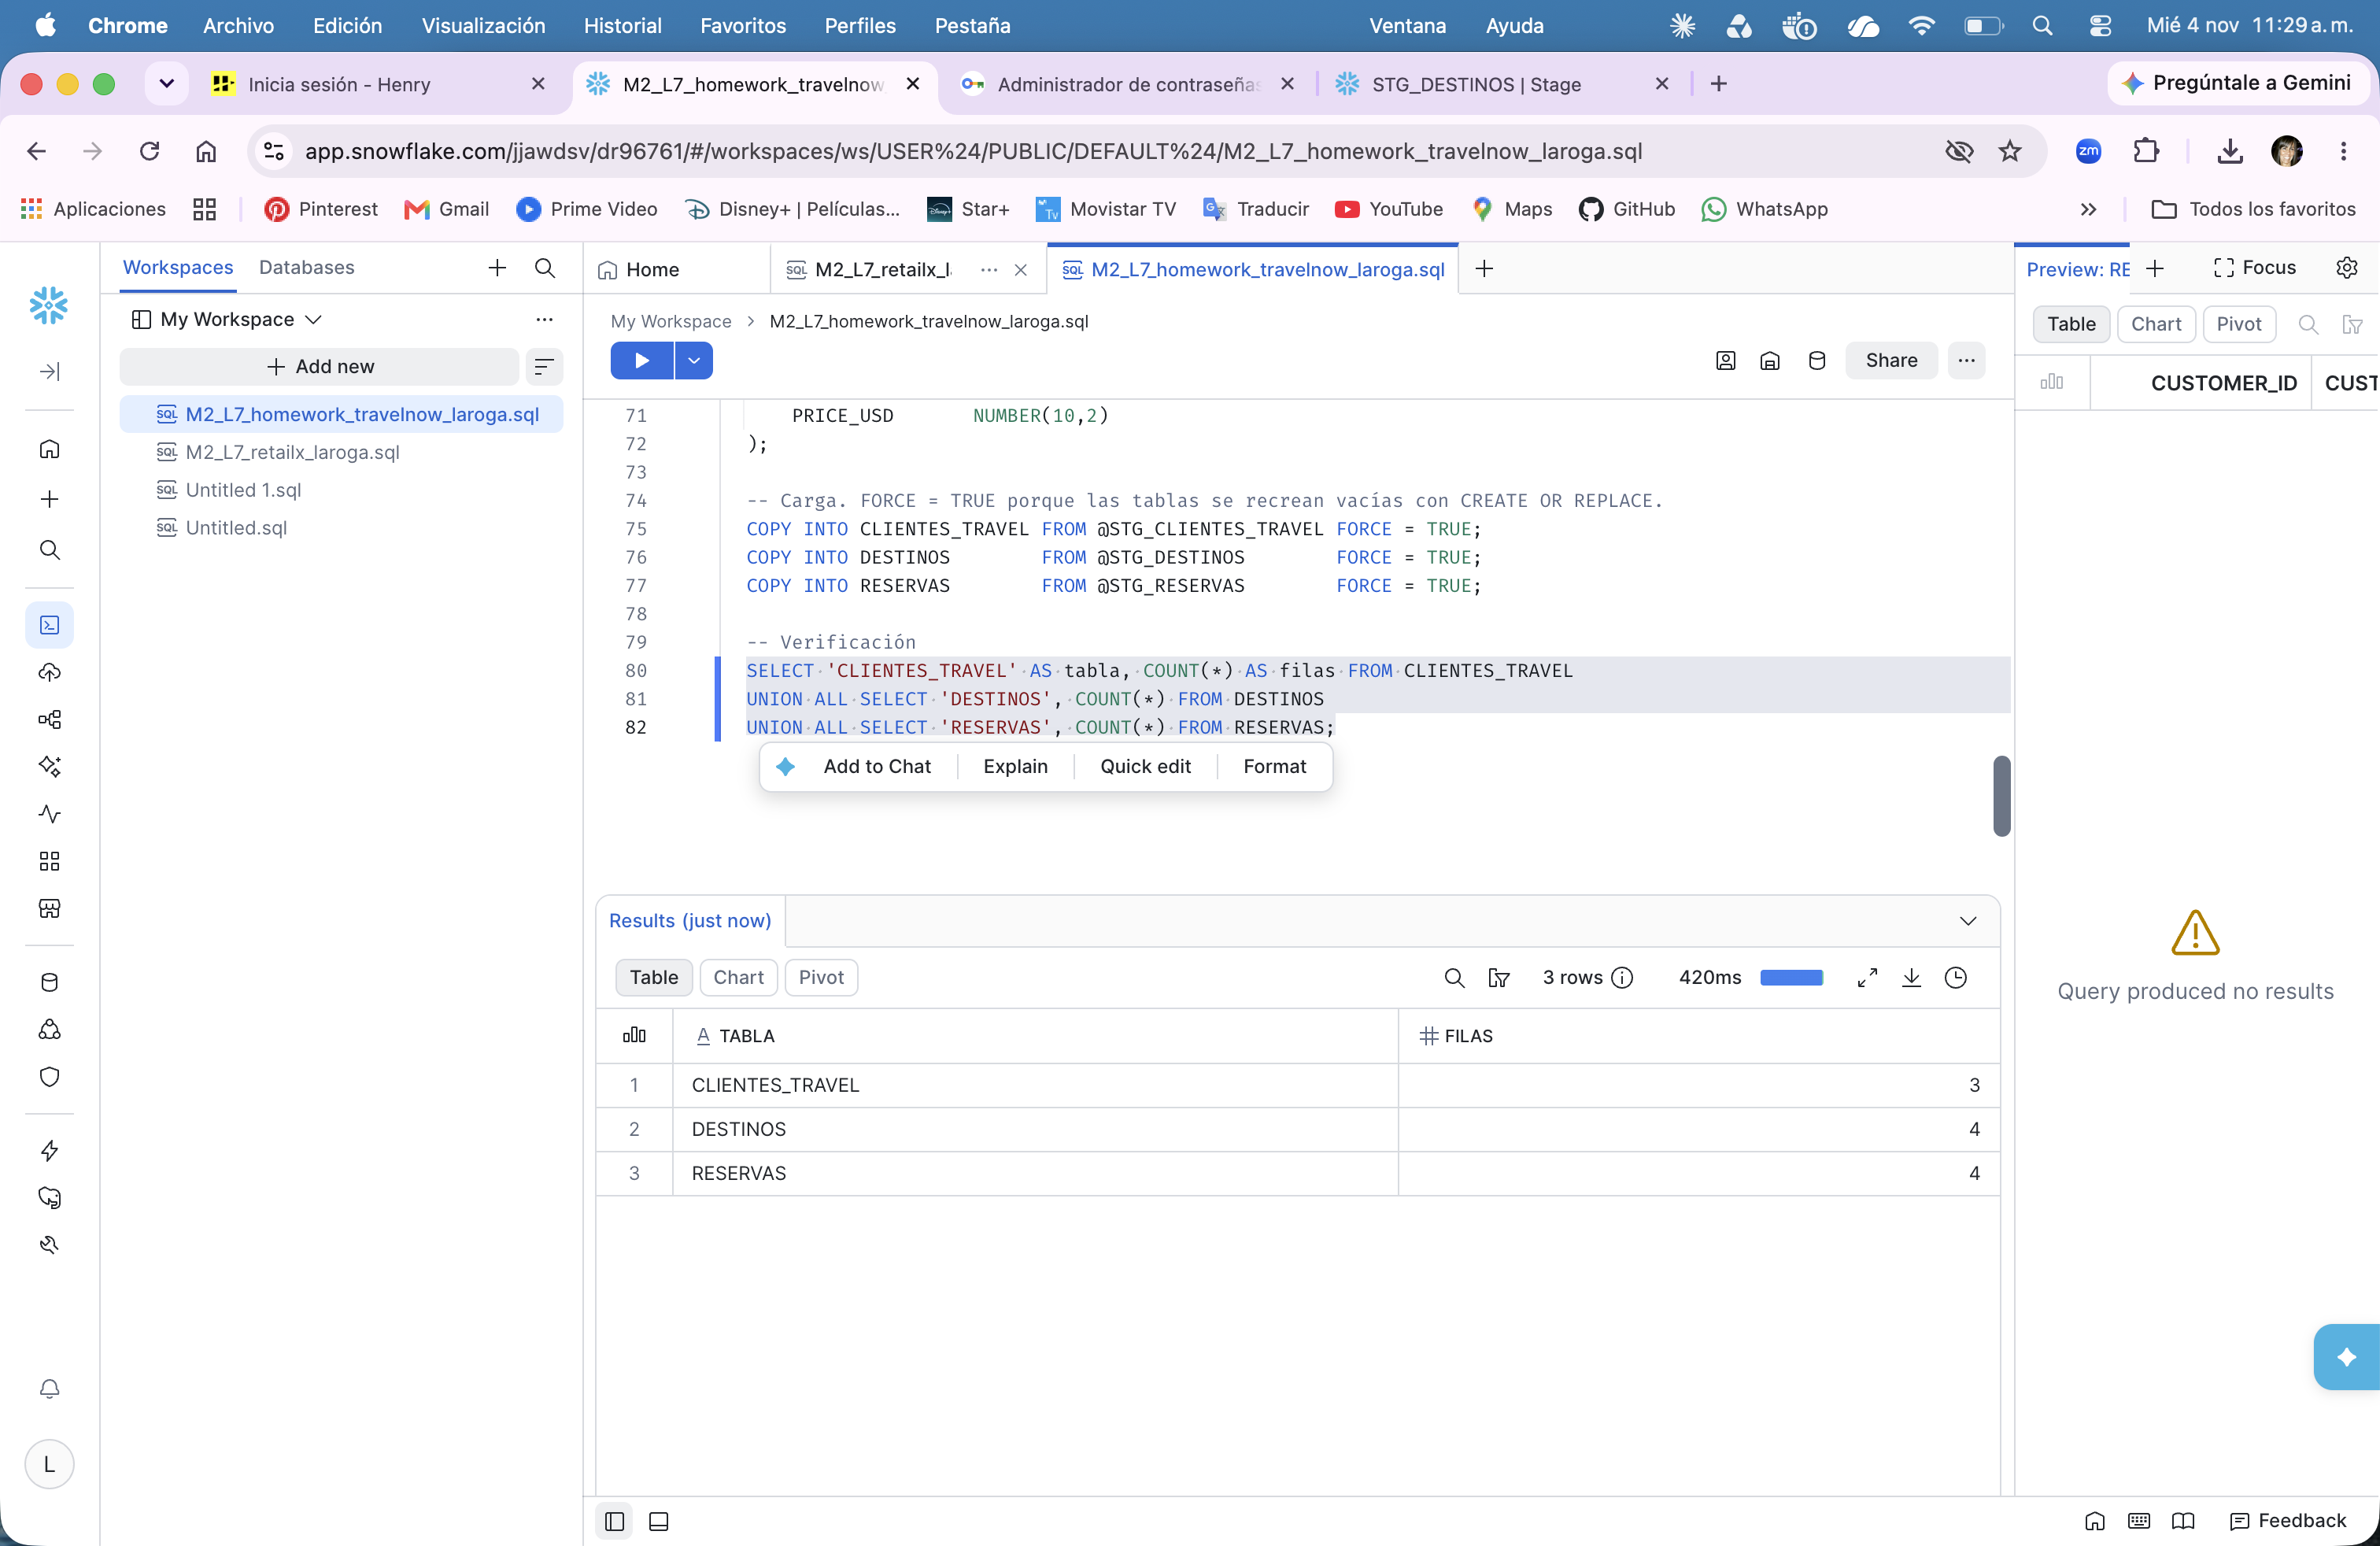 Chrome Archivo Edición Visualización Historial Favoritos Perfiles Pestaña Ventana Ayuda Mié 4 nov 11:29 a. m.
Inicia sesión - Henry M2_L7_homework_travelnow Administrador de contraseñas STG_DESTINOS | Stage Pregúntale a Gemini
app.snowflake.com/jjawdsv/dr96761/#/workspaces/ws/USER%24/PUBLIC/DEFAULT%24/M2_L7_homework_travelnow_laroga.sql zm
Aplicaciones Pinterest Gmail Prime Video Disney+ | Películas... Star+ Movistar TV Traducir YouTube Maps GitHub WhatsApp Todos los favoritos
Workspaces Databases
My Workspace
Add new
SQL M2_L7_homework_travelnow_laroga.sql
SQL M2_L7_retailx_laroga.sql
SQL Untitled 1.sql
SQL Untitled.sql
L
Home SQL M2_L7_retailx_l SQL M2_L7_homework_travelnow_laroga.sql
My Workspace > M2_L7_homework_travelnow_laroga.sql
Share
71 PRICE_USD NUMBER(10,2)
72 );
73
74 -- Carga. FORCE = TRUE porque las tablas se recrean vacías con CREATE OR REPLACE.
75 COPY INTO CLIENTES_TRAVEL FROM @STG_CLIENTES_TRAVEL FORCE = TRUE;
76 COPY INTO DESTINOS FROM @STG_DESTINOS FORCE = TRUE;
77 COPY INTO RESERVAS FROM @STG_RESERVAS FORCE = TRUE;
78
79 -- Verificación
80 SELECT 'CLIENTES_TRAVEL' AS tabla, COUNT(*) AS filas FROM CLIENTES_TRAVEL
81 UNION ALL SELECT 'DESTINOS', COUNT(*) FROM DESTINOS
82 UNION ALL SELECT 'RESERVAS', COUNT(*) FROM RESERVAS;
Add to Chat Explain Quick edit Format
Results (just now)
Table Chart Pivot 3 rows 420ms
A TABLA # FILAS
1 CLIENTES_TRAVEL 3
2 DESTINOS 4
3 RESERVAS 4
Preview: RE Focus
Table Chart Pivot
CUSTOMER_ID CUST
Query produced no results
Feedback